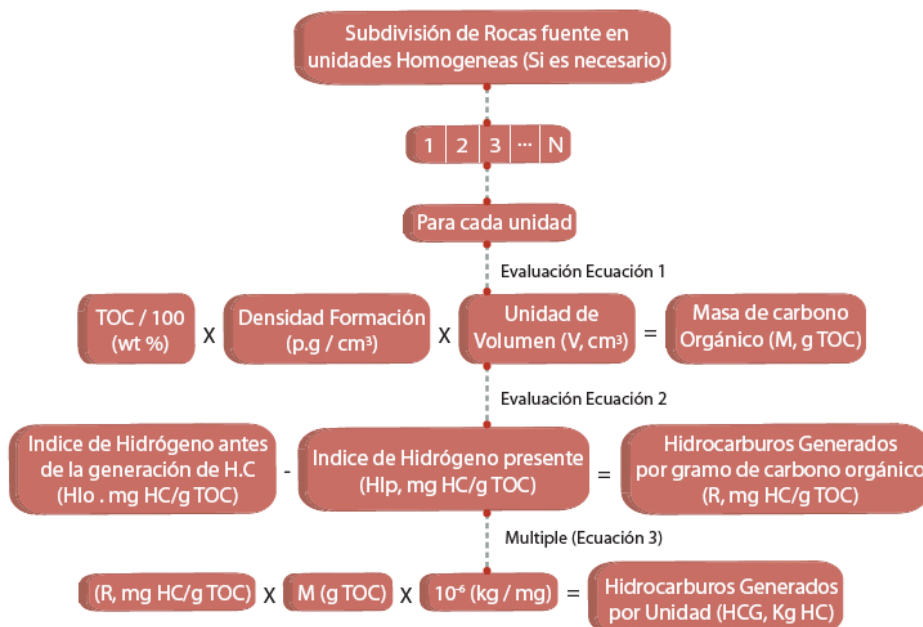 Subdivisión de Rocas fuente en
unidades Homogeneas (Si es necesario)
1 2 3 ... N
Para cada unidad
Evaluación Ecuación 1
TOC / 100
(wt %)
X
Densidad Formación
(p.g / cm³)
X
Unidad de
Volumen (V, cm³)
=
Masa de carbono
Orgánico (M, g TOC)
Evaluación Ecuación 2
Indice de Hidrógeno antes
de la generación de H.C
(HIo . mg HC/g TOC)
-
Indice de Hidrógeno presente
(HIp, mg HC/g TOC)
=
Hidrocarburos Generados
por gramo de carbono orgánico
(R, mg HC/g TOC)
Multiple (Ecuación 3)
(R, mg HC/g TOC)
X
M (g TOC)
X
10⁻⁶ (kg / mg)
=
Hidrocarburos Generados
por Unidad (HCG, Kg HC)